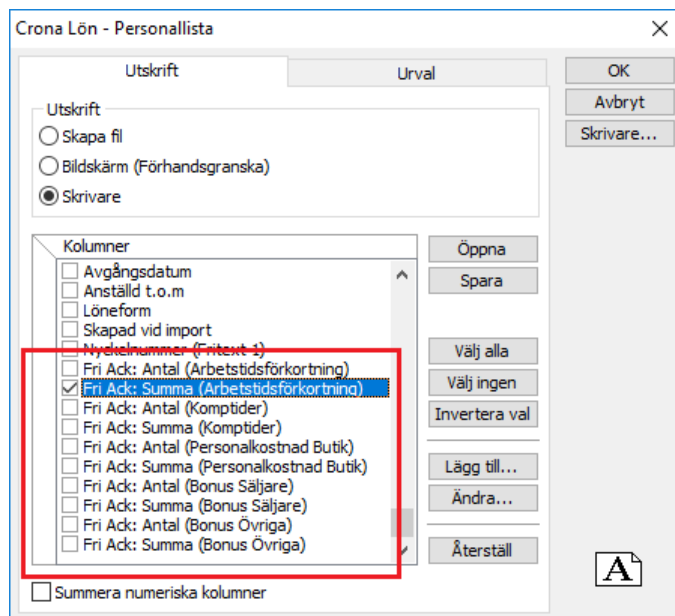 Crona Lön - Personallista
Utskrift
Urval
OK
Avbryt
Skrivare...
Utskrift
Skapa fil
Bildskärm (Förhandsgranska)
Skrivare
Kolumner
Avgångsdatum
Anställd t.o.m
Löneform
Skapad vid import
Nyckelnummer (Fritext 1)
Fri Ack: Antal (Arbetstidsförkortning)
Fri Ack: Summa (Arbetstidsförkortning)
Fri Ack: Antal (Komptider)
Fri Ack: Summa (Komptider)
Fri Ack: Antal (Personalkostnad Butik)
Fri Ack: Summa (Personalkostnad Butik)
Fri Ack: Antal (Bonus Säljare)
Fri Ack: Summa (Bonus Säljare)
Fri Ack: Antal (Bonus Övriga)
Fri Ack: Summa (Bonus Övriga)
Öppna
Spara
Välj alla
Välj ingen
Invertera val
Lägg till...
Ändra...
Återställ
Summera numeriska kolumner
A